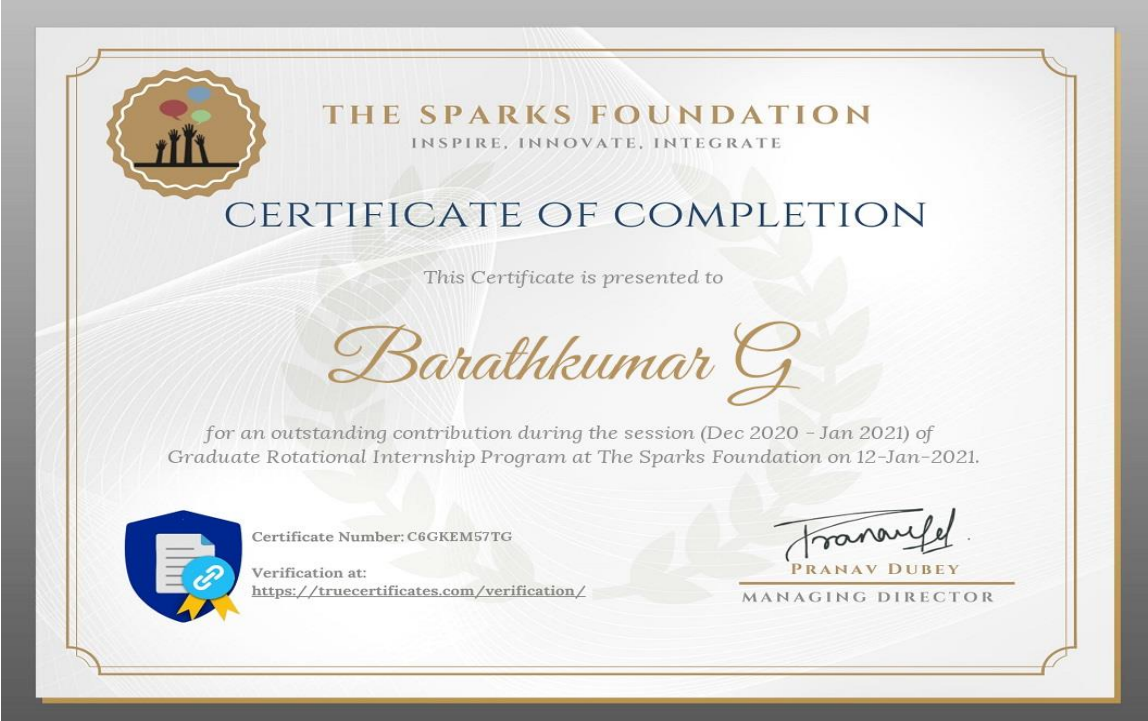 THE SPARKS FOUNDATION
INSPIRE, INNOVATE, INTEGRATE
CERTIFICATE OF COMPLETION
This Certificate is presented to
Barathkumar G
for an outstanding contribution during the session (Dec 2020 - Jan 2021) of
Graduate Rotational Internship Program at The Sparks Foundation on 12-Jan-2021.
Certificate Number: C6GKEM57TG
Verification at:
https://truecertificates.com/verification/
PRANAV DUBEY
MANAGING DIRECTOR